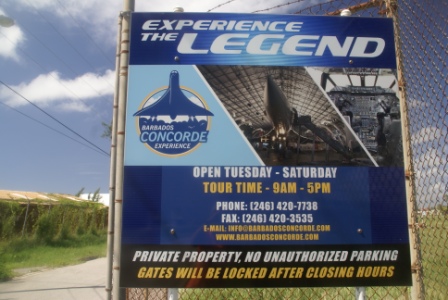 EXPERIENCE
THE LEGEND
BARBADOS
CONCORDE
EXPERIENCE
OPEN TUESDAY - SATURDAY
TOUR TIME - 9AM - 5PM
PHONE: (246) 420-7738
FAX: (246) 420-3535
E-MAIL: INFO@BARBADOSCONCORDE.COM
WWW.BARBADOSCONCORDE.COM
PRIVATE PROPERTY, NO UNAUTHORIZED PARKING
GATES WILL BE LOCKED AFTER CLOSING HOURS